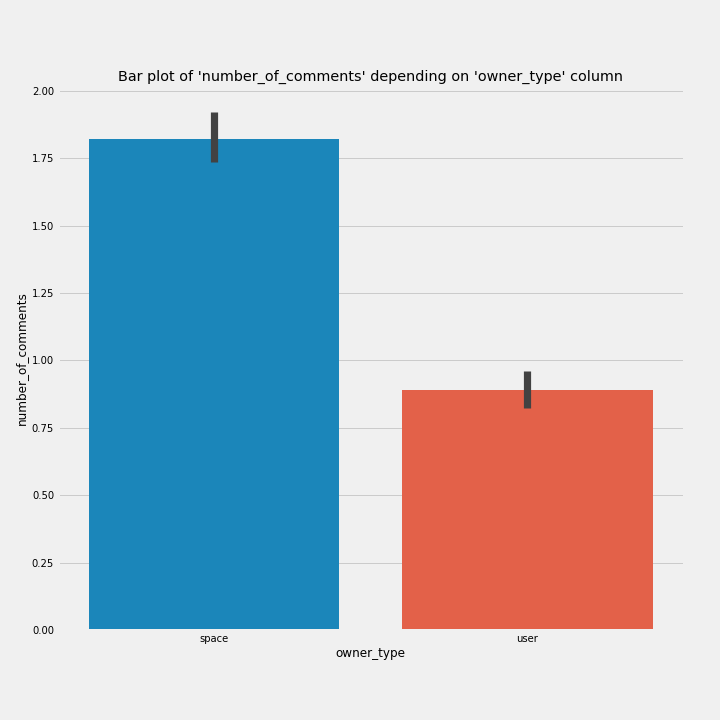 Bar plot of 'number_of_comments' depending on 'owner_type' column
2.00
1.75
1.50
1.25
1.00
0.75
0.50
0.25
0.00
number_of_comments
space
user
owner_type